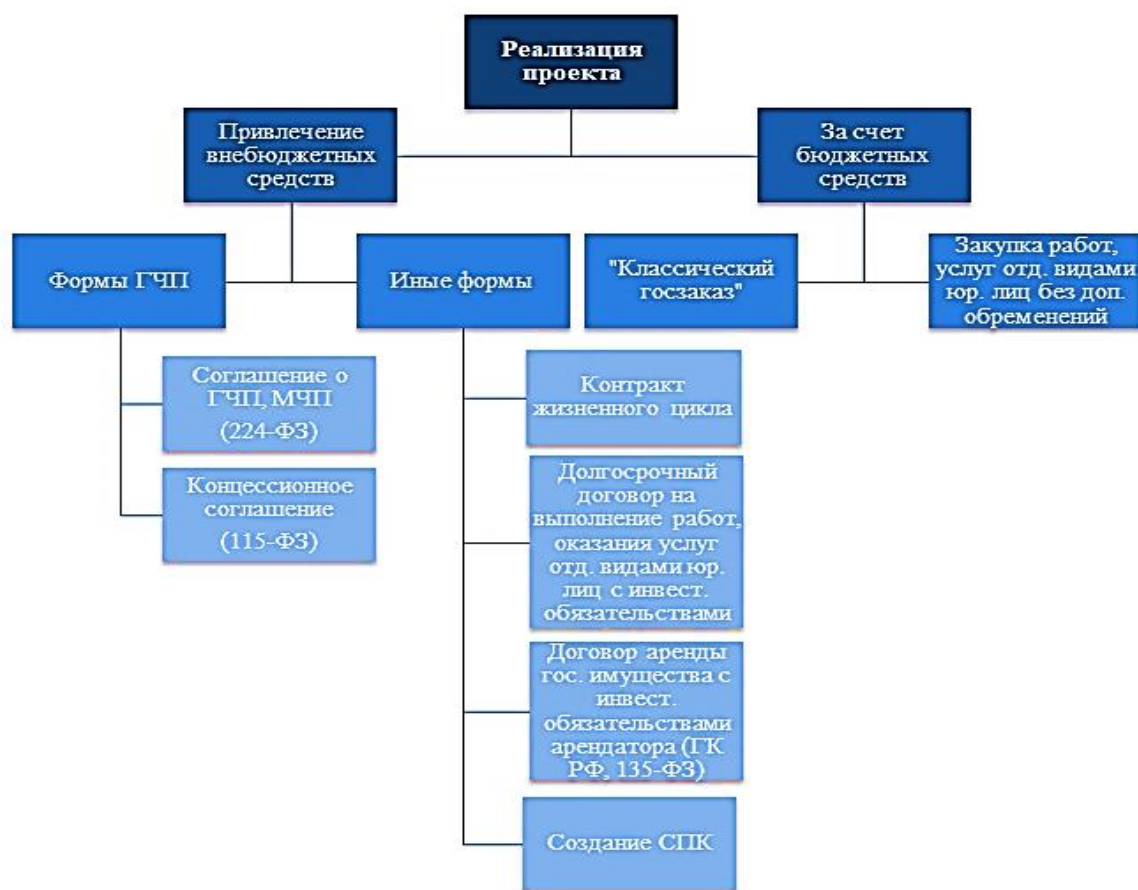 Реализация
проекта
Привлечение
внебюджетных
средств
За счет
бюджетных
средств
Формы ГЧП
Иные формы
"Классический
госзаказ"
Закупка работ,
услуг отд. видами
юр. лиц без доп.
обременений
Соглашение о
ГЧП, МЧП
(224-ФЗ)
Концессионное
соглашение
(115-ФЗ)
Контракт
жизненного цикла
Долгосрочный
договор на
выполнение работ,
оказания услуг
отд. видами юр.
лиц с инвест.
обязательствами
Договор аренды
гос. имущества с
инвест.
обязательствами
арендатора (ГК
РФ, 135-ФЗ)
Создание СПК